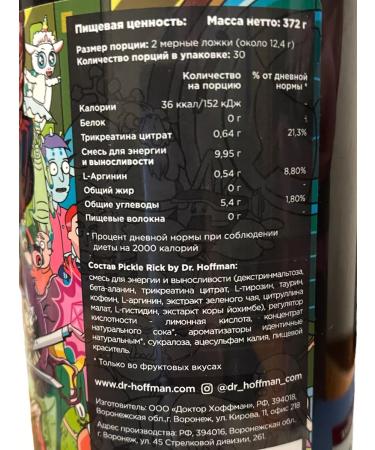 Пищевая ценность: Масса нетто: 372 г
Размер порции: 2 мерные ложки (около 12,4 г)
Количество порций в упаковке: 30
Количество на порцию % от дневной нормы *
Калории 36 ккал/152 кДж
Белок 0 г
Трикреатина цитрат 0,64 г 21,3%
Смесь для энергии и выносливости 9,95 г
L-Аргинин 0,54 г 8,80%
Общий жир 0 г
Общие углеводы 5,4 г 1,80%
Пищевые волокна 0 г
* Процент дневной нормы при соблюдении
диеты на 2000 калорий
Состав Pickle Rick by Dr. Hoffman:
смесь для энергии и выносливости (декстринмальтоза,
бета-аланин, трикреатина цитрат, L-тирозин, таурин,
кофеин, L-аргинин, экстракт зеленого чая, цитруллина
малат, L-гистидин, экстаркт коры йохимбе), регулятор
кислотности - лимонная кислота, концентрат
натурального сока*, ароматизаторы идентичные
натуральным*, сукралоза, ацесульфам калия, пищевой
краситель.
* Только во фруктовых вкусах
www.dr-hoffman.com @dr_hoffman_com
Изготовитель: ООО «Доктор Хоффман», РФ, 394018,
Воронежская обл., г. Воронеж, ул. Кирова, 11, офис 218
Адрес производства: РФ, 394016, Воронежская обл.,
г. Воронеж, ул. 45 Стрелковой дивизии, 261.